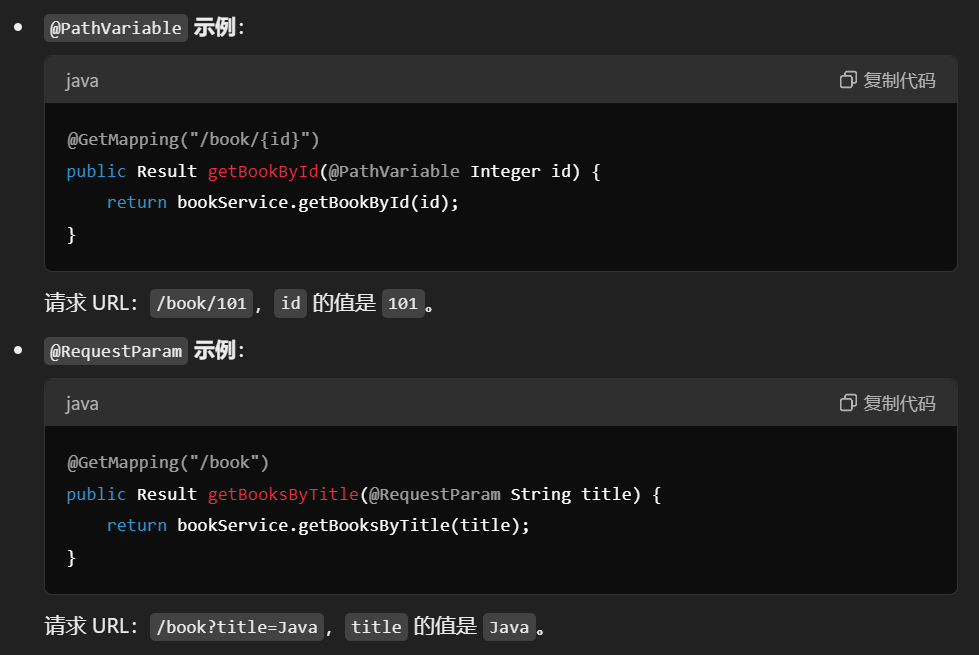 @PathVariable 示例：
java 复制代码
@GetMapping("/book/{id}")
public Result getBookById(@PathVariable Integer id) {
    return bookService.getBookById(id);
}
请求 URL： /book/101 ， id 的值是 101 。
@RequestParam 示例：
java 复制代码
@GetMapping("/book")
public Result getBooksByTitle(@RequestParam String title) {
    return bookService.getBooksByTitle(title);
}
请求 URL： /book?title=Java ， title 的值是 Java 。